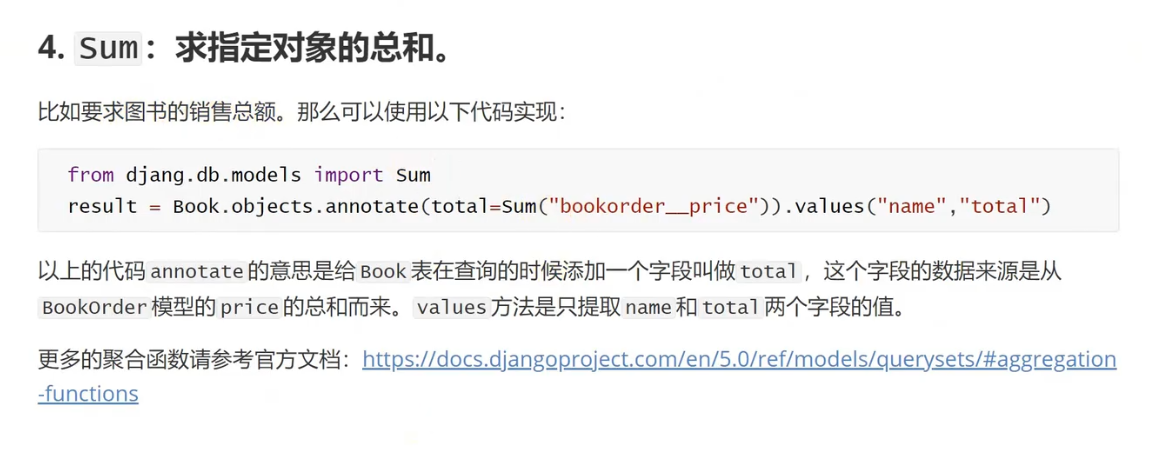 4. Sum：求指定对象的总和。
比如要求图书的销售总额。那么可以使用以下代码实现：
from djang.db.models import Sum
result = Book.objects.annotate(total=Sum("bookorder__price")).values("name","total")
以上的代码annotate的意思是给Book表在查询的时候添加一个字段叫做total，这个字段的数据来源是从
BookOrder模型的price的总和而来。values方法是只提取name和total两个字段的值。
更多的聚合函数请参考官方文档：https://docs.djangoproject.com/en/5.0/ref/models/querysets/#aggregation
-functions